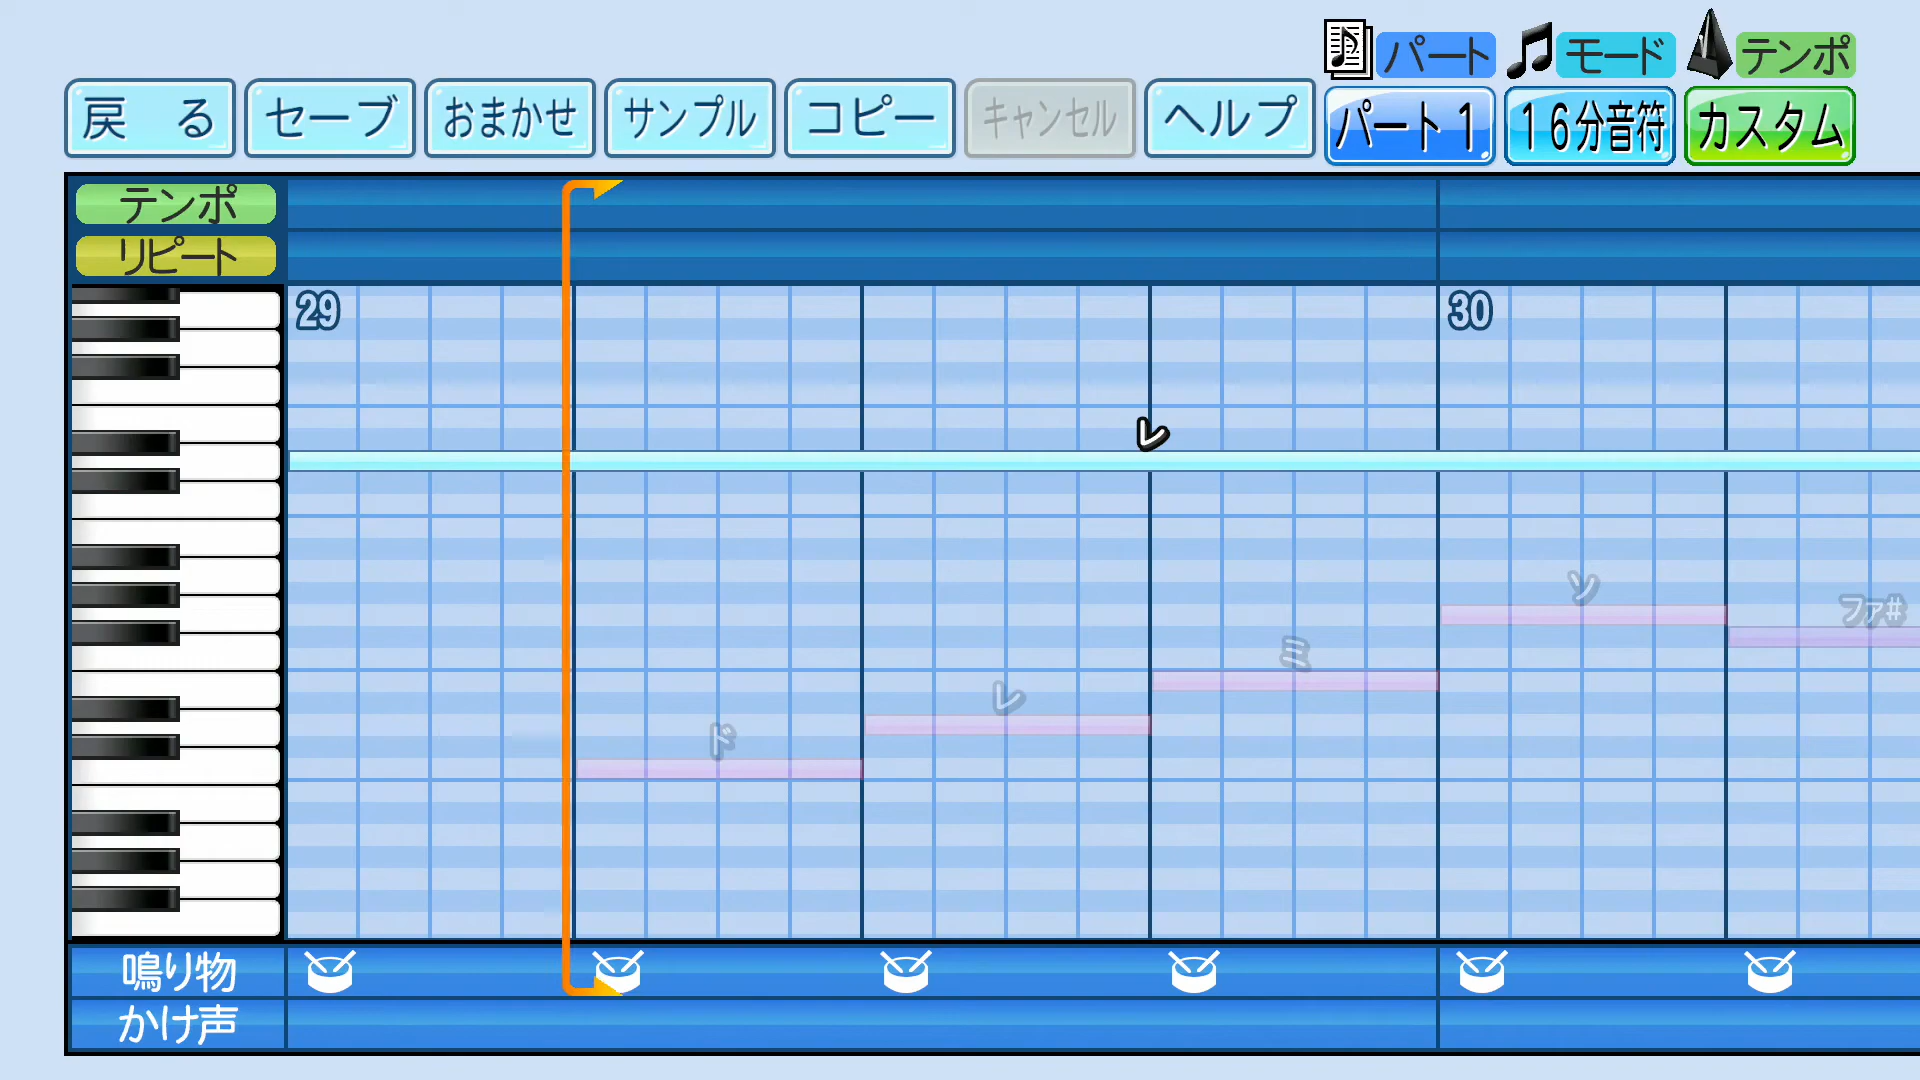 パート モード テンポ
戻る セーブ おまかせ サンプル コピー キャンセル ヘルプ パート1 16分音符 カスタム
テンポ
リピート
29 30
レ
ソ
ファ#
ミ
レ
ド
鳴り物
かけ声